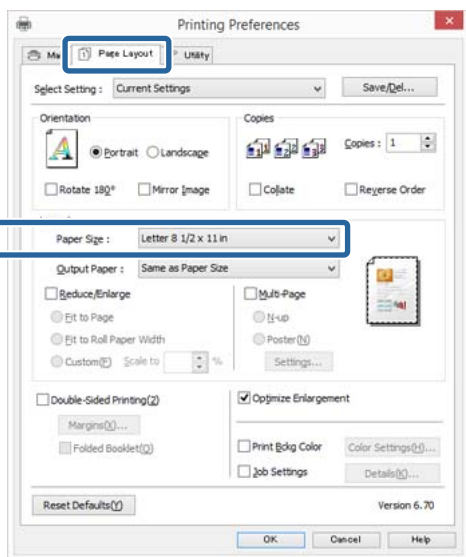 Printing Preferences
Page Layout
Utility
Select Setting : Current Settings Save/Del...
Orientation Copies
Portrait Landscape Copies : 1
Rotate 180° Mirror Image Collate Reverse Order
Paper Size : Letter 8 1/2 x 11 in
Output Paper : Same as Paper Size
Reduce/Enlarge Multi-Page
Fit to Page N-up
Fit to Roll Paper Width Poster(N)
Custom(F) Scale to % Settings...
Double-Sided Printing(2) Optimize Enlargement
Margins(X)...
Folded Booklet(O) Print Bckg Color Color Settings(H)...
Job Settings Details(K)...
Reset Defaults(Y) Version 6.70
OK Cancel Help